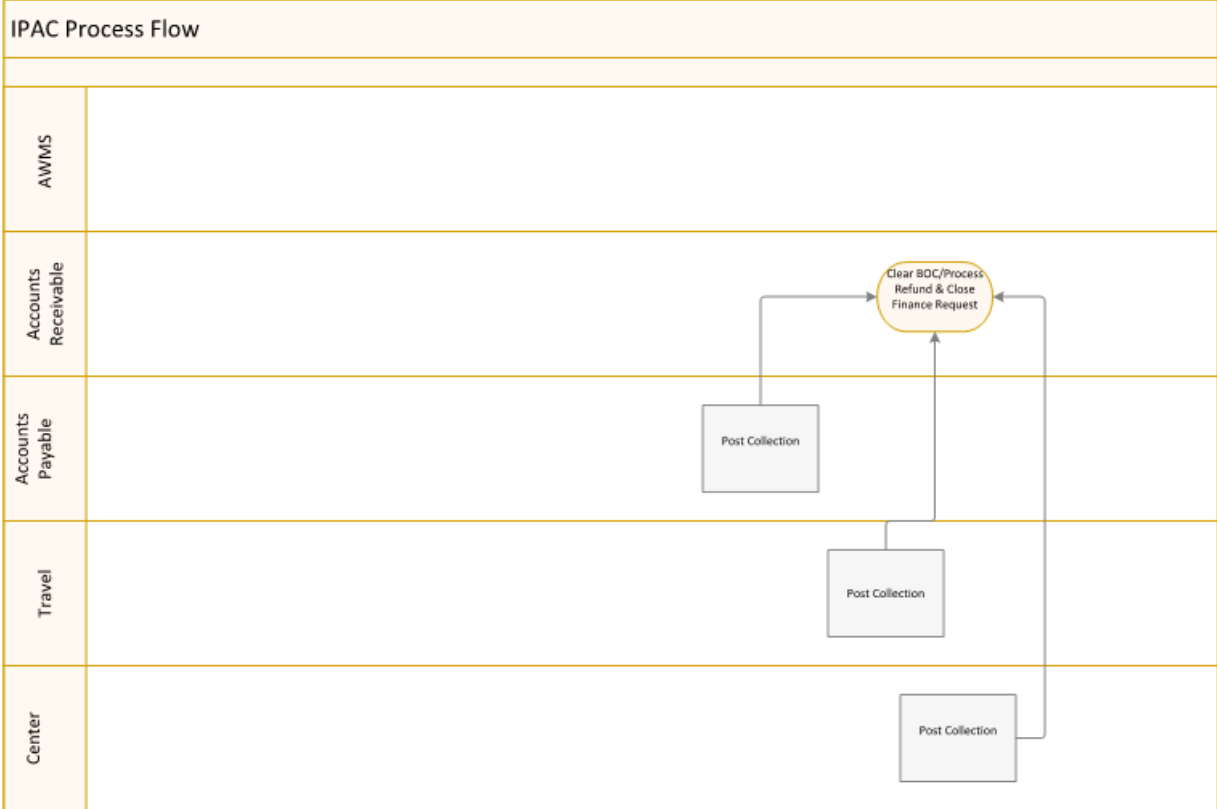 IPAC Process Flow
AWMS
Accounts
Receivable
Clear BOC/Process
Refund & Close
Finance Request
Accounts
Payable
Post Collection
Travel
Post Collection
Center
Post Collection